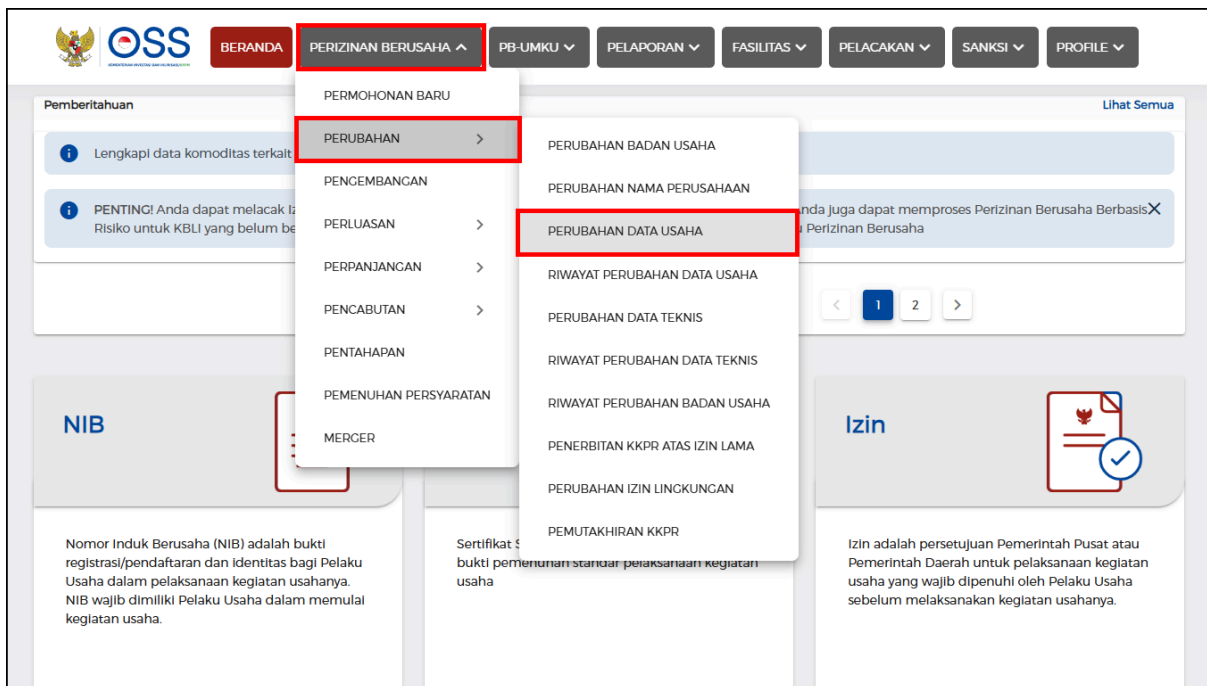 OSS
BERANDA
PERIZINAN BERUSAHA
PB-UMKU
PELAPORAN
FASILITAS
PELACAKAN
SANKSI
PROFILE
Pemberitahuan
Lihat Semua
Lengkapi data komoditas terkait
PENTING! Anda dapat melacak
nda juga dapat memproses Perizinan Berusaha Berbasis
Risiko untuk KBLI yang belum be
Perizinan Berusaha
PERMOHONAN BARU
PERUBAHAN
PENGEMBANGAN
PERLUASAN
PERPANJANGAN
PENCABUTAN
PENTAHAPAN
PEMENUHAN PERSYARATAN
MERGER
PERUBAHAN BADAN USAHA
PERUBAHAN NAMA PERUSAHAAN
PERUBAHAN DATA USAHA
RIWAYAT PERUBAHAN DATA USAHA
PERUBAHAN DATA TEKNIS
RIWAYAT PERUBAHAN DATA TEKNIS
RIWAYAT PERUBAHAN BADAN USAHA
PENERBITAN KKPR ATAS IZIN LAMA
PERUBAHAN IZIN LINGKUNGAN
PEMUTAKHIRAN KKPR
1
2
NIB
Nomor Induk Berusaha (NIB) adalah bukti
registrasi/pendaftaran dan identitas bagi Pelaku
Usaha dalam pelaksanaan kegiatan usahanya.
NIB wajib dimiliki Pelaku Usaha dalam memulai
kegiatan usaha.
Sertifikat S
bukti pemenuhan standar pelaksanaan kegiatan
usaha
Izin
Izin adalah persetujuan Pemerintah Pusat atau
Pemerintah Daerah untuk pelaksanaan kegiatan
usaha yang wajib dipenuhi oleh Pelaku Usaha
sebelum melaksanakan kegiatan usahanya.